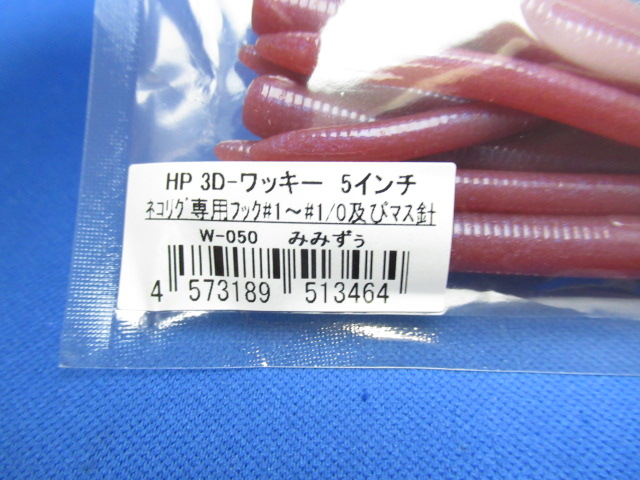 HP 3D-ワッキー 5インチ
ﾈｺﾘｸﾞ専用ﾌｯｸ#1～#1/0及びﾏｽ針
W-050 みみずぅ
4 573189 513464